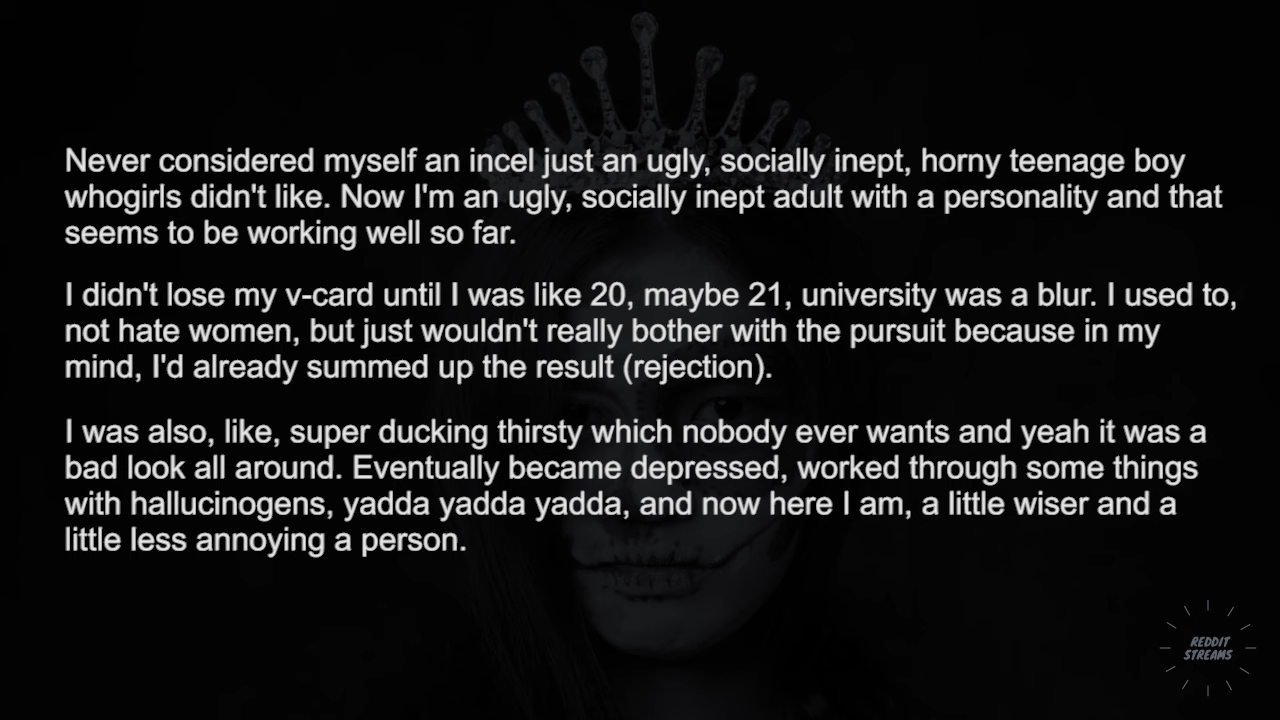 Never considered myself an incel just an ugly, socially inept, horny teenage boy
whogirls didn't like. Now I'm an ugly, socially inept adult with a personality and that
seems to be working well so far.
I didn't lose my v-card until I was like 20, maybe 21, university was a blur. I used to,
not hate women, but just wouldn't really bother with the pursuit because in my
mind, I'd already summed up the result (rejection).
I was also, like, super ducking thirsty which nobody ever wants and yeah it was a
bad look all around. Eventually became depressed, worked through some things
with hallucinogens, yadda yadda yadda, and now here I am, a little wiser and a
little less annoying a person.
REDDIT
STREAMS